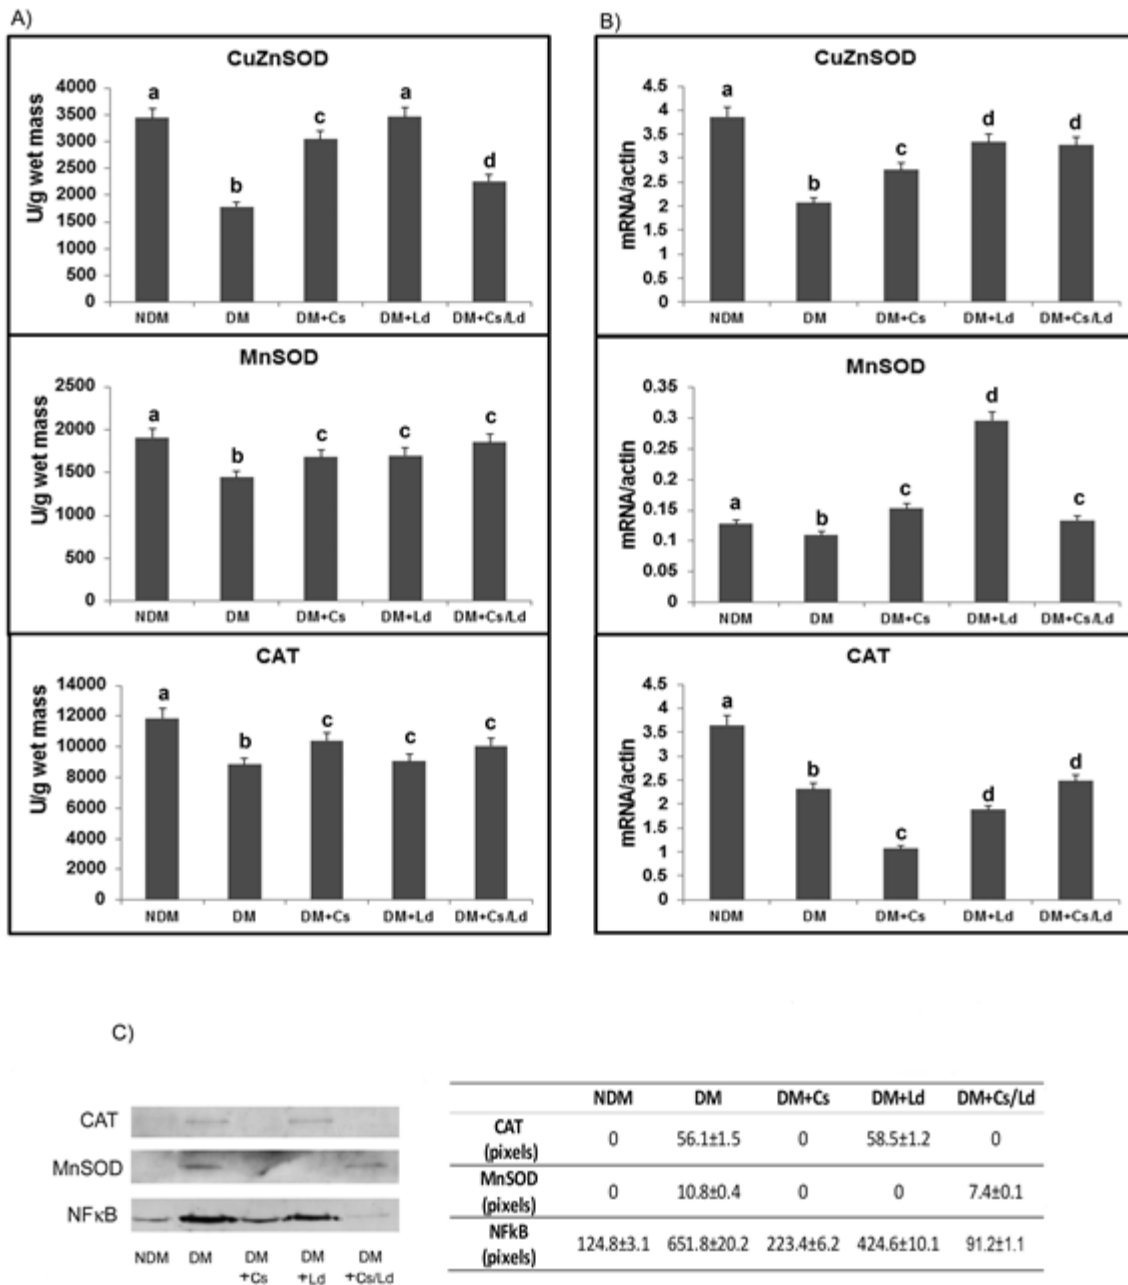 A)
CuZnSOD
U/g wet mass
4000
3500
3000
2500
2000
1500
1000
500
0
a
b
c
a
d
NDM DM DM+Cs DM+Ld DM+Cs/Ld
MnSOD
U/g wet mass
2500
2000
1500
1000
500
0
a
b
c
c
c
NDM DM DM+Cs DM+Ld DM+Cs/Ld
CAT
U/g wet mass
14000
12000
10000
8000
6000
4000
2000
0
a
b
c
c
c
NDM DM DM+Cs DM+Ld DM+Cs/Ld
B)
CuZnSOD
mRNA/actin
4.5
4
3.5
3
2.5
2
1.5
1
0.5
0
a
b
c
d
d
NDM DM DM+Cs DM+Ld DM+Cs/Ld
MnSOD
mRNA/actin
0.35
0.3
0.25
0.2
0.15
0.1
0.05
0
a
b
c
d
c
NDM DM DM+Cs DM+Ld DM+Cs/Ld
CAT
mRNA/actin
4.5
4
3.5
3
2.5
2
1.5
1
0.5
0
a
b
c
d
d
NDM DM DM+Cs DM+Ld DM+Cs/Ld
C)
CAT
MnSOD
NFκB
NDM DM DM DM DM
+Cs +Ld +Cs/Ld
NDM DM DM+Cs DM+Ld DM+Cs/Ld
CAT
(pixels) 0 56.1±1.5 0 58.5±1.2 0
MnSOD
(pixels) 0 10.8±0.4 0 0 7.4±0.1
NFkB
(pixels) 124.8±3.1 651.8±20.2 223.4±6.2 424.6±10.1 91.2±1.1